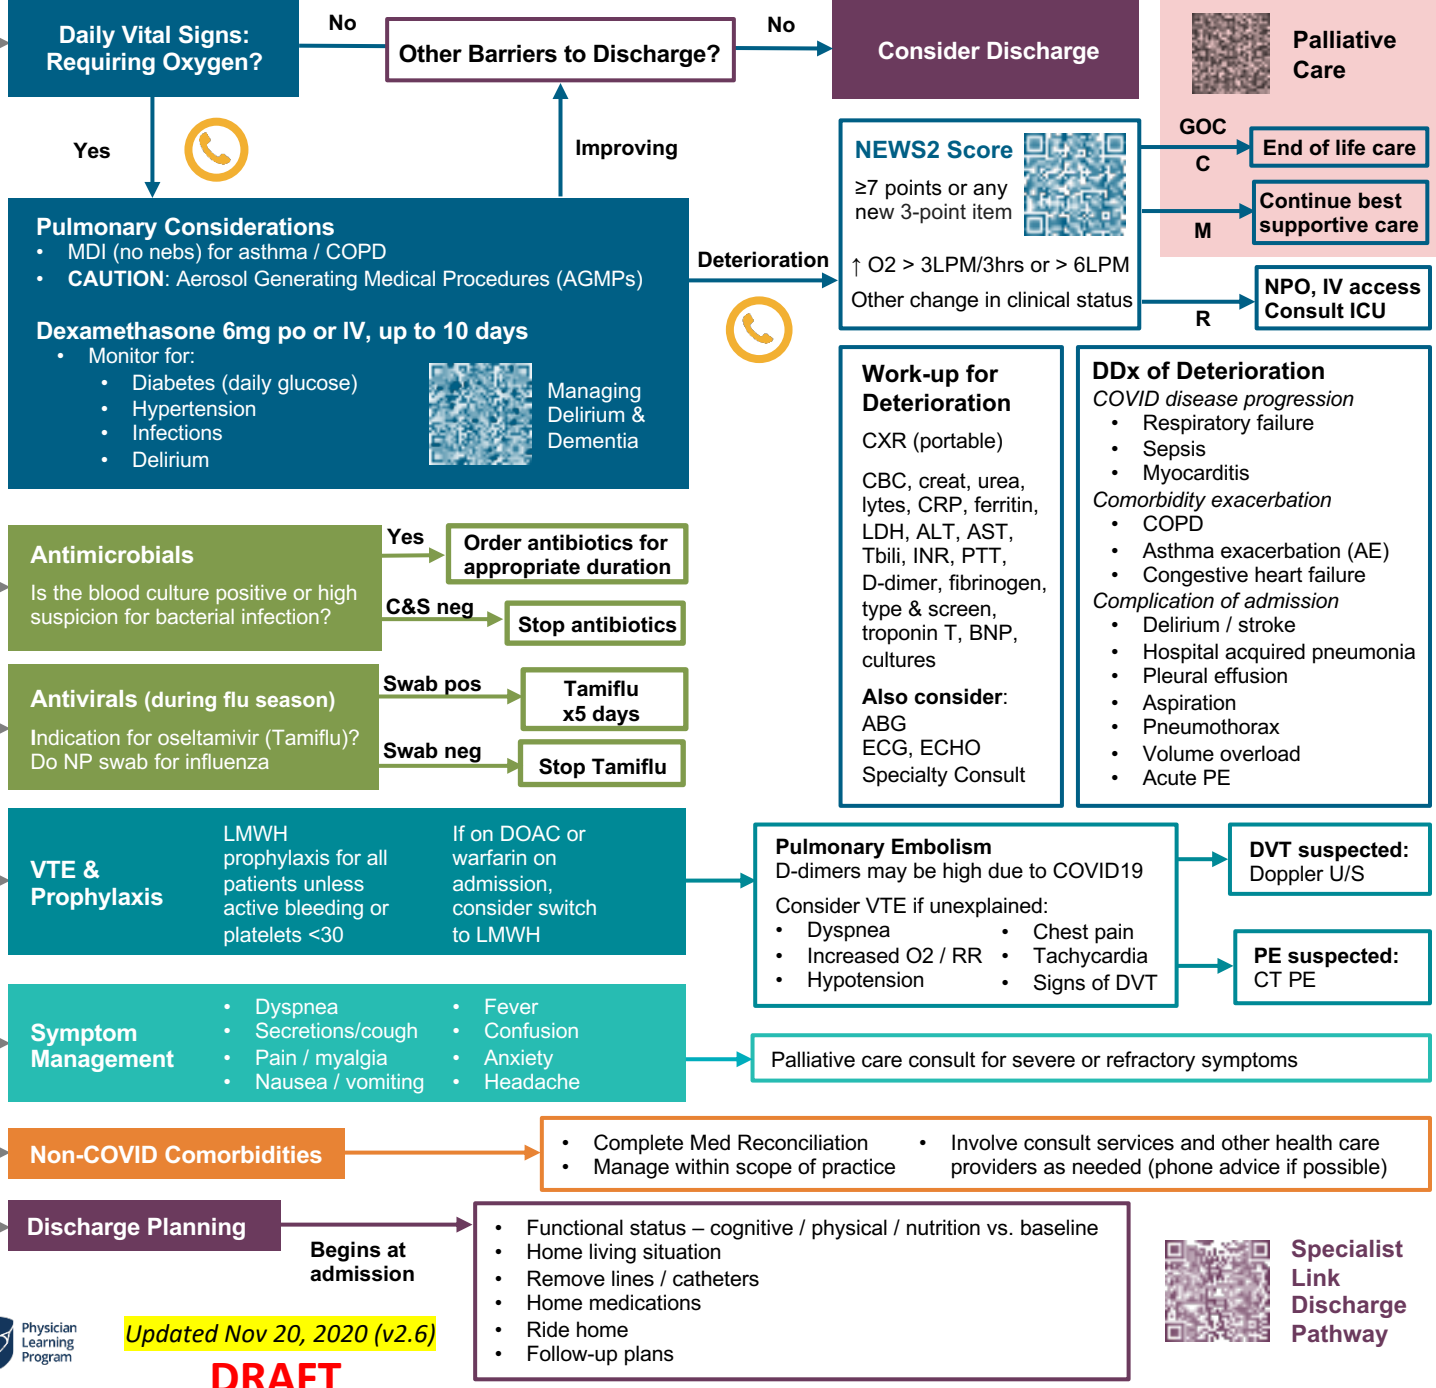 Daily Vital Signs:
Requiring Oxygen?
No
Other Barriers to Discharge?
No
Consider Discharge
Palliative
Care
Yes
Improving
Pulmonary Considerations
• MDI (no nebs) for asthma / COPD
• CAUTION: Aerosol Generating Medical Procedures (AGMPs)
Dexamethasone 6mg po or IV, up to 10 days
• Monitor for:
• Diabetes (daily glucose)
• Hypertension
• Infections
• Delirium
Managing
Delirium &
Dementia
Deterioration
NEWS2 Score
≥7 points or any
new 3-point item
↑ O2 > 3LPM/3hrs or > 6LPM
Other change in clinical status
GOC
C
End of life care
M
Continue best
supportive care
R
NPO, IV access
Consult ICU
Work-up for
Deterioration
CXR (portable)
CBC, creat, urea,
lytes, CRP, ferritin,
LDH, ALT, AST,
Tbili, INR, PTT,
D-dimer, fibrinogen,
type & screen,
troponin T, BNP,
cultures
Also consider:
ABG
ECG, ECHO
Specialty Consult
DDx of Deterioration
COVID disease progression
• Respiratory failure
• Sepsis
• Myocarditis
Comorbidity exacerbation
• COPD
• Asthma exacerbation (AE)
• Congestive heart failure
Complication of admission
• Delirium / stroke
• Hospital acquired pneumonia
• Pleural effusion
• Aspiration
• Pneumothorax
• Volume overload
• Acute PE
Antimicrobials
Is the blood culture positive or high
suspicion for bacterial infection?
Yes
Order antibiotics for
appropriate duration
C&S neg
Stop antibiotics
Antivirals (during flu season)
Indication for oseltamivir (Tamiflu)?
Do NP swab for influenza
Swab pos
Tamiflu
x5 days
Swab neg
Stop Tamiflu
VTE &
Prophylaxis
LMWH
prophylaxis for all
patients unless
active bleeding or
platelets <30
If on DOAC or
warfarin on
admission,
consider switch
to LMWH
Pulmonary Embolism
D-dimers may be high due to COVID19
Consider VTE if unexplained:
• Dyspnea
• Increased O2 / RR
• Hypotension
• Chest pain
• Tachycardia
• Signs of DVT
DVT suspected:
Doppler U/S
PE suspected:
CT PE
Symptom
Management
• Dyspnea
• Secretions/cough
• Pain / myalgia
• Nausea / vomiting
• Fever
• Confusion
• Anxiety
• Headache
Palliative care consult for severe or refractory symptoms
Non-COVID Comorbidities
• Complete Med Reconciliation
• Manage within scope of practice
• Involve consult services and other health care
providers as needed (phone advice if possible)
Discharge Planning
Begins at
admission
• Functional status – cognitive / physical / nutrition vs. baseline
• Home living situation
• Remove lines / catheters
• Home medications
• Ride home
• Follow-up plans
Specialist
Link
Discharge
Pathway
Physician
Learning
Program
Updated Nov 20, 2020 (v2.6)
DRAFT